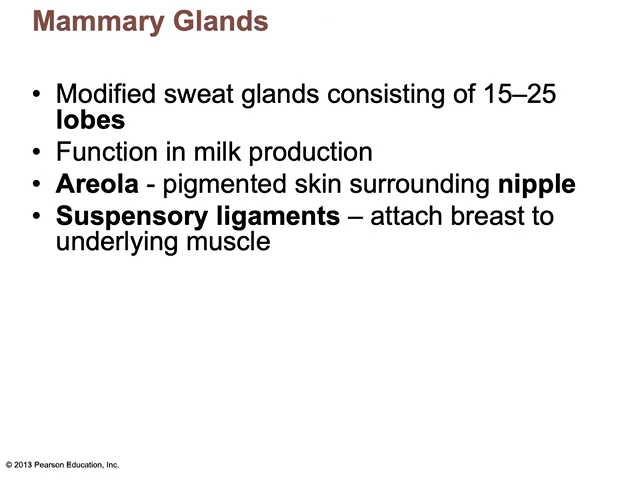 Mammary Glands
• Modified sweat glands consisting of 15–25
lobes
• Function in milk production
• Areola - pigmented skin surrounding nipple
• Suspensory ligaments – attach breast to
underlying muscle
© 2013 Pearson Education, Inc.